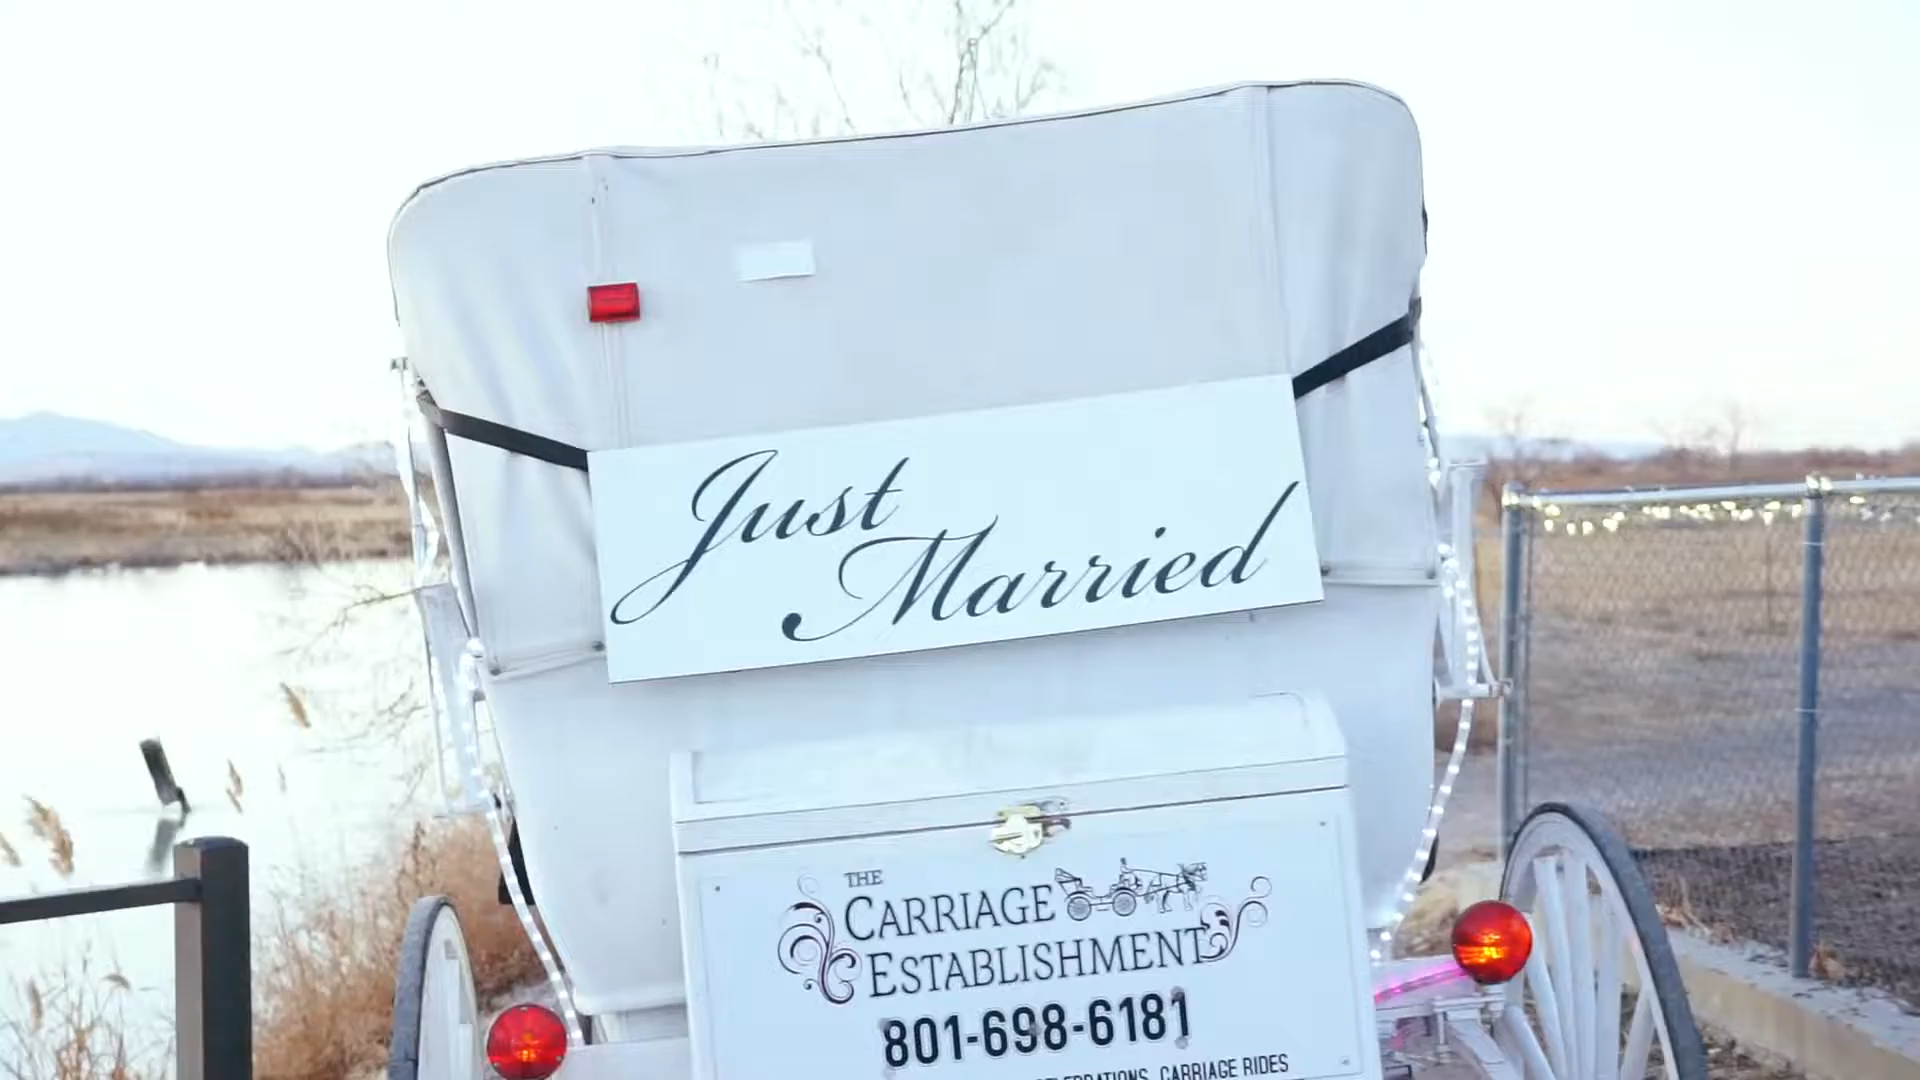 Just
Married
THE
CARRIAGE
ESTABLISHMENT
801-698-6181
CARRIAGE RIDES